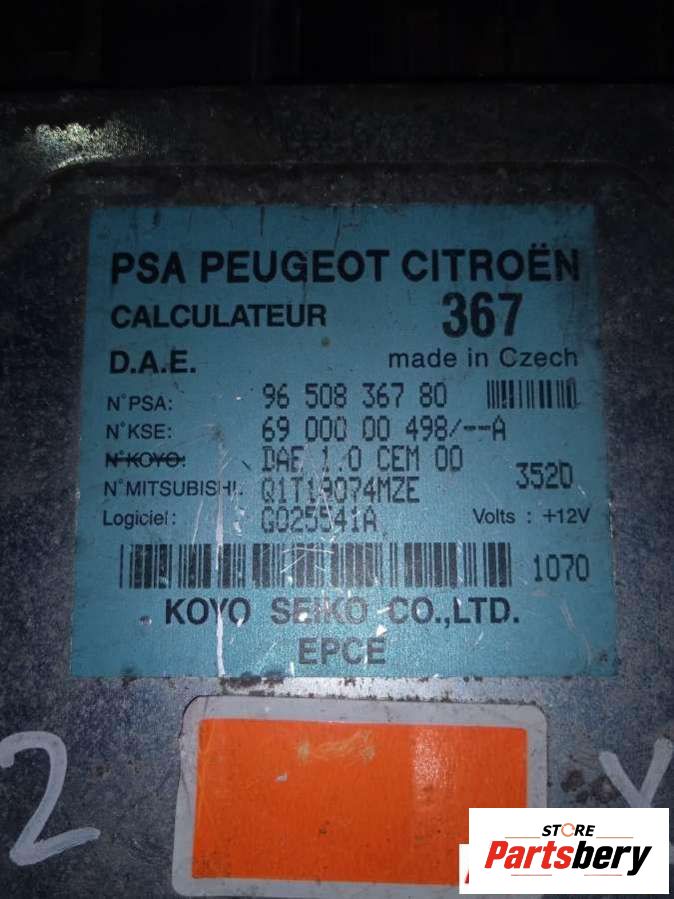 PSA PEUGEOT CITROËN
CALCULATEUR 367
D.A.E. made in Czech
N°PSA: 96 508 367 80
N°KSE: 69 000 00 498/--A
N°KOYO: DAE 1.0 CEM 00
3520
N°MITSUBISHI. Q1T19074MZE
Logiciel: G025541A Volts : +12V
1070
KOYO SEIKO CO.,LTD.
EPCE
2
STORE
Partsbery